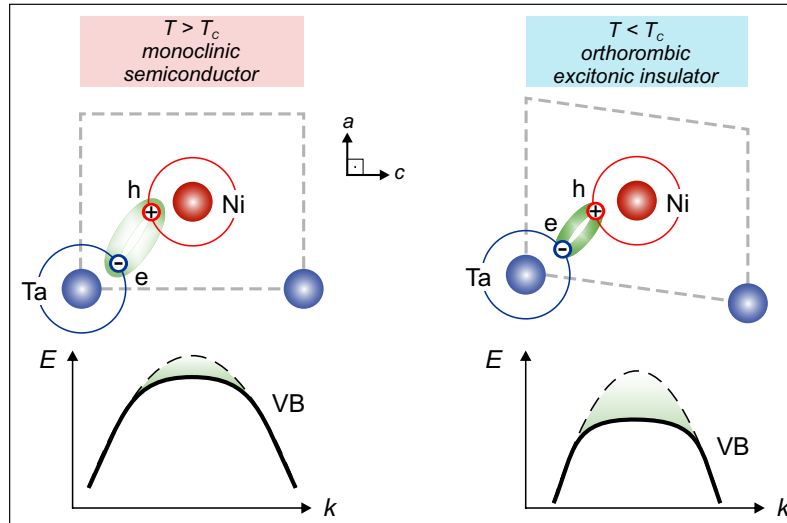 T > Tc
monoclinic
semiconductor
T < Tc
orthorombic
excitonic insulator
a
c
h
+
Ni
-
e
Ta
h
+
Ni
e
-
Ta
E
VB
k
E
VB
k